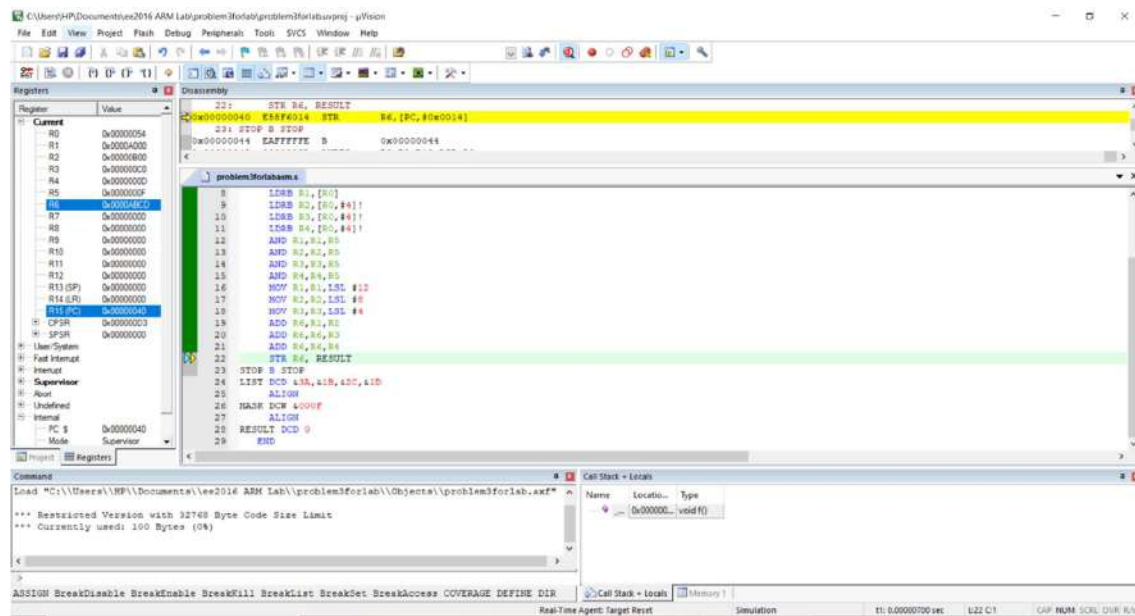 C:\Users\HP\Documents\ee2016 ARM Lab\problem3forlab\problem3forlab.uvproj - µVision
File Edit View Project Flash Debug Peripherals Tools SVCS Window Help
Registers
Register Value
Current
R0 0x00000054
R1 0x0000A000
R2 0x00000B00
R3 0x000000C0
R4 0x0000000D
R5 0x0000000F
R6 0x0000ABCD
R7 0x00000000
R8 0x00000000
R9 0x00000000
R10 0x00000000
R11 0x00000000
R12 0x00000000
R13 (SP) 0x00000000
R14 (LR) 0x00000000
R15 (PC) 0x00000040
CPSR 0x000000D3
SPSR 0x00000000
User/System
Fast Interrupt
Interrupt
Supervisor
Abort
Undefined
Internal
PC $ 0x00000040
Mode Supervisor
Project Registers
Disassembly
22: STR R6, RESULT
0x00000040 E58F6014 STR R6,[PC,#0x0014]
23: STOP B STOP
0x00000044 EAFFFFFE B 0x00000044
problem3forlabasm.s
8 LDRB R1,[R0]
9 LDRB R2,[R0,#4]!
10 LDRB R3,[R0,#4]!
11 LDRB R4,[R0,#4]!
12 AND R1,R1,R5
13 AND R2,R2,R5
14 AND R3,R3,R5
15 AND R4,R4,R5
16 MOV R1,R1,LSL #12
17 MOV R2,R2,LSL #8
18 MOV R3,R3,LSL #4
19 ADD R6,R1,R2
20 ADD R6,R6,R3
21 ADD R6,R6,R4
22 STR R6, RESULT
23 STOP B STOP
24 LIST DCD &3A,&1B,&2C,&1D
25 ALIGN
26 MASK DCW &000F
27 ALIGN
28 RESULT DCD 0
29 END
Command
Load "C:\\Users\\HP\\Documents\\ee2016 ARM Lab\\problem3forlab\\Objects\\problem3forlab.axf"
*** Restricted Version with 32768 Byte Code Size Limit
*** Currently used: 100 Bytes (0%)
>
ASSIGN BreakDisable BreakEnable BreakKill BreakList BreakSet BreakAccess COVERAGE DEFINE DIR
Call Stack + Locals
Name Locatio... Type
0x000000... void f()
Call Stack + Locals Memory 1
Real-Time Agent: Target Reset Simulation t1: 0.00000700 sec L:22 C:1 CAP NUM SCRL OVR R/W